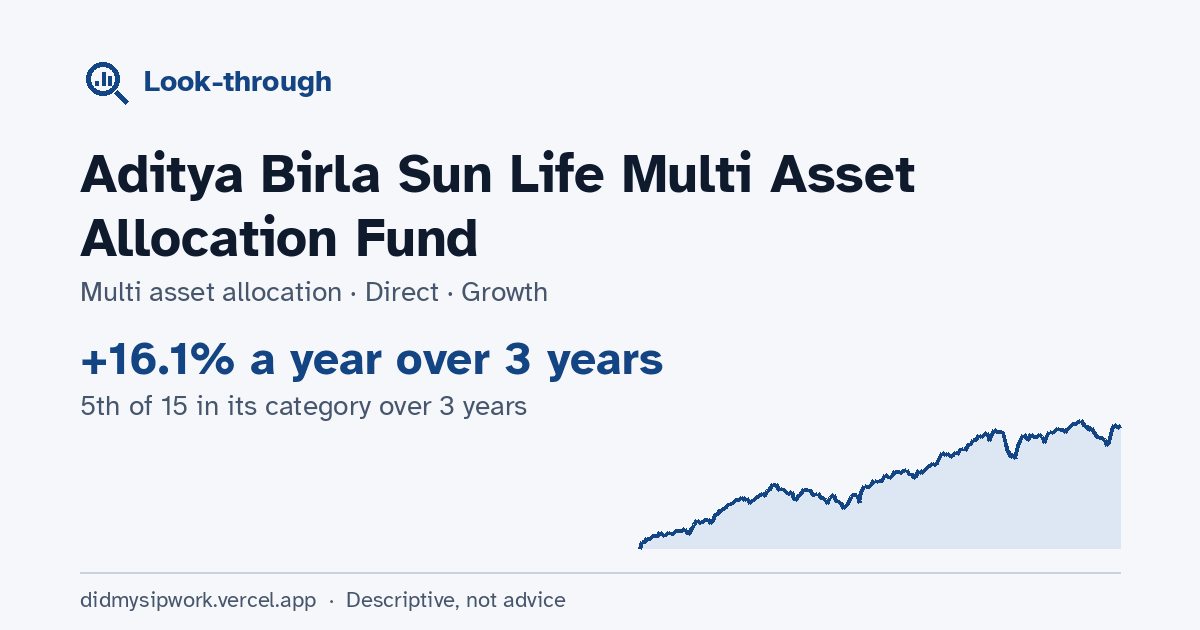 Look-through
Aditya Birla Sun Life Multi Asset
Allocation Fund
Multi asset allocation · Direct · Growth
+16.1% a year over 3 years
5th of 15 in its category over 3 years
didmysipwork.vercel.app · Descriptive, not advice